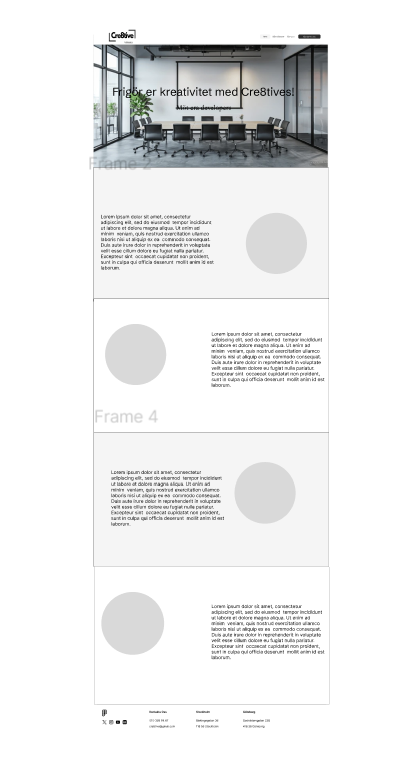 Cre8tive
Frigör er kreativitet med Cre8tives!
Möt era developers
Frame 2
Lorem ipsum dolor sit amet, consectetur
adipiscing elit, sed do eiusmod tempor incididunt
ut labore et dolore magna aliqua. Ut enim ad
minim veniam, quis nostrud exercitation ullamco
laboris nisi ut aliquip ex ea commodo consequat.
Duis aute irure dolor in reprehenderit in voluptate
velit esse cillum dolore eu fugiat nulla pariatur.
Excepteur sint occaecat cupidatat non proident,
sunt in culpa qui officia deserunt mollit anim id est
laborum.
Lorem ipsum dolor sit amet, consectetur
adipiscing elit, sed do eiusmod tempor incididunt
ut labore et dolore magna aliqua. Ut enim ad
minim veniam, quis nostrud exercitation ullamco
laboris nisi ut aliquip ex ea commodo consequat.
Duis aute irure dolor in reprehenderit in voluptate
velit esse cillum dolore eu fugiat nulla pariatur.
Excepteur sint occaecat cupidatat non proident,
sunt in culpa qui officia deserunt mollit anim id est
laborum.
Frame 4
Lorem ipsum dolor sit amet, consectetur
adipiscing elit, sed do eiusmod tempor incididunt
ut labore et dolore magna aliqua. Ut enim ad
minim veniam, quis nostrud exercitation ullamco
laboris nisi ut aliquip ex ea commodo consequat.
Duis aute irure dolor in reprehenderit in voluptate
velit esse cillum dolore eu fugiat nulla pariatur.
Excepteur sint occaecat cupidatat non proident,
sunt in culpa qui officia deserunt mollit anim id est
laborum.
Lorem ipsum dolor sit amet, consectetur
adipiscing elit, sed do eiusmod tempor incididunt
ut labore et dolore magna aliqua. Ut enim ad
minim veniam, quis nostrud exercitation ullamco
laboris nisi ut aliquip ex ea commodo consequat.
Duis aute irure dolor in reprehenderit in voluptate
velit esse cillum dolore eu fugiat nulla pariatur.
Excepteur sint occaecat cupidatat non proident,
sunt in culpa qui officia deserunt mollit anim id est
laborum.
Kontakta Oss
Stockholm
Göteborg